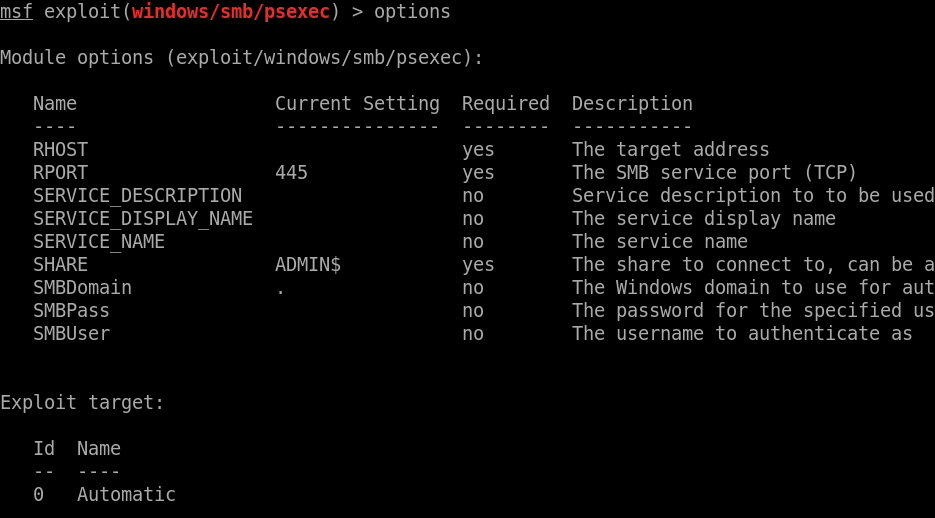 msf exploit(windows/smb/psexec) > options
Module options (exploit/windows/smb/psexec):
Name Current Setting Required Description
---- --------------- -------- -----------
RHOST yes The target address
RPORT 445 yes The SMB service port (TCP)
SERVICE_DESCRIPTION no Service description to to be used
SERVICE_DISPLAY_NAME no The service display name
SERVICE_NAME no The service name
SHARE ADMIN$ yes The share to connect to, can be a
SMBDomain . no The Windows domain to use for aut
SMBPass no The password for the specified us
SMBUser no The username to authenticate as
Exploit target:
Id Name
-- ----
0 Automatic